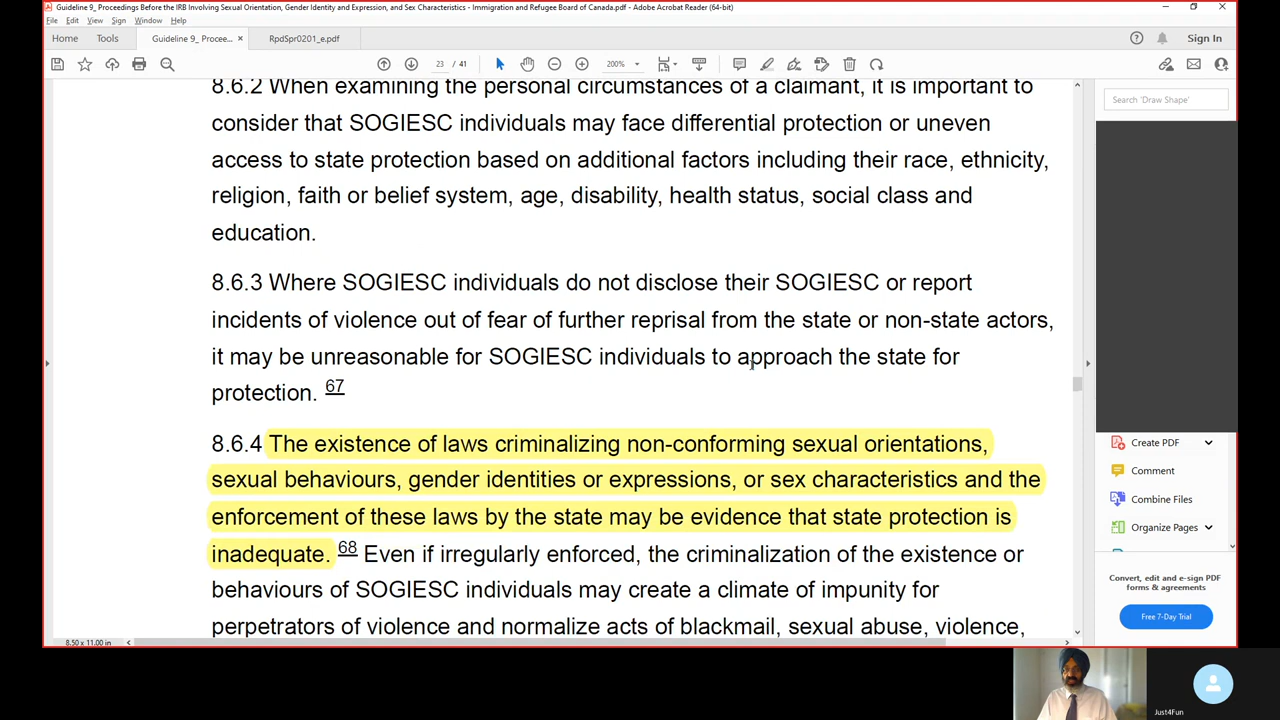 Guideline 9_ Proceedings Before the IRB Involving Sexual Orientation, Gender Identity and Expression, and Sex Characteristics - Immigration and Refugee Board of Canada.pdf - Adobe Acrobat Reader (64-bit)
File Edit View Sign Window Help
Home Tools Guideline 9_ Procee... × RpdSpr0201_e.pdf Sign In
23 / 41 200%
8.6.2 When examining the personal circumstances of a claimant, it is important to
consider that SOGIESC individuals may face differential protection or uneven
access to state protection based on additional factors including their race, ethnicity,
religion, faith or belief system, age, disability, health status, social class and
education.
8.6.3 Where SOGIESC individuals do not disclose their SOGIESC or report
incidents of violence out of fear of further reprisal from the state or non-state actors,
it may be unreasonable for SOGIESC individuals to approach the state for
protection. 67
8.6.4 The existence of laws criminalizing non-conforming sexual orientations,
sexual behaviours, gender identities or expressions, or sex characteristics and the
enforcement of these laws by the state may be evidence that state protection is
inadequate. 68 Even if irregularly enforced, the criminalization of the existence or
behaviours of SOGIESC individuals may create a climate of impunity for
perpetrators of violence and normalize acts of blackmail, sexual abuse, violence,
8.50 x 11.00 in
Search 'Draw Shape'
Create PDF
Comment
Combine Files
Organize Pages
Convert, edit and e-sign PDF
forms & agreements
Free 7-Day Trial
Just4Fun